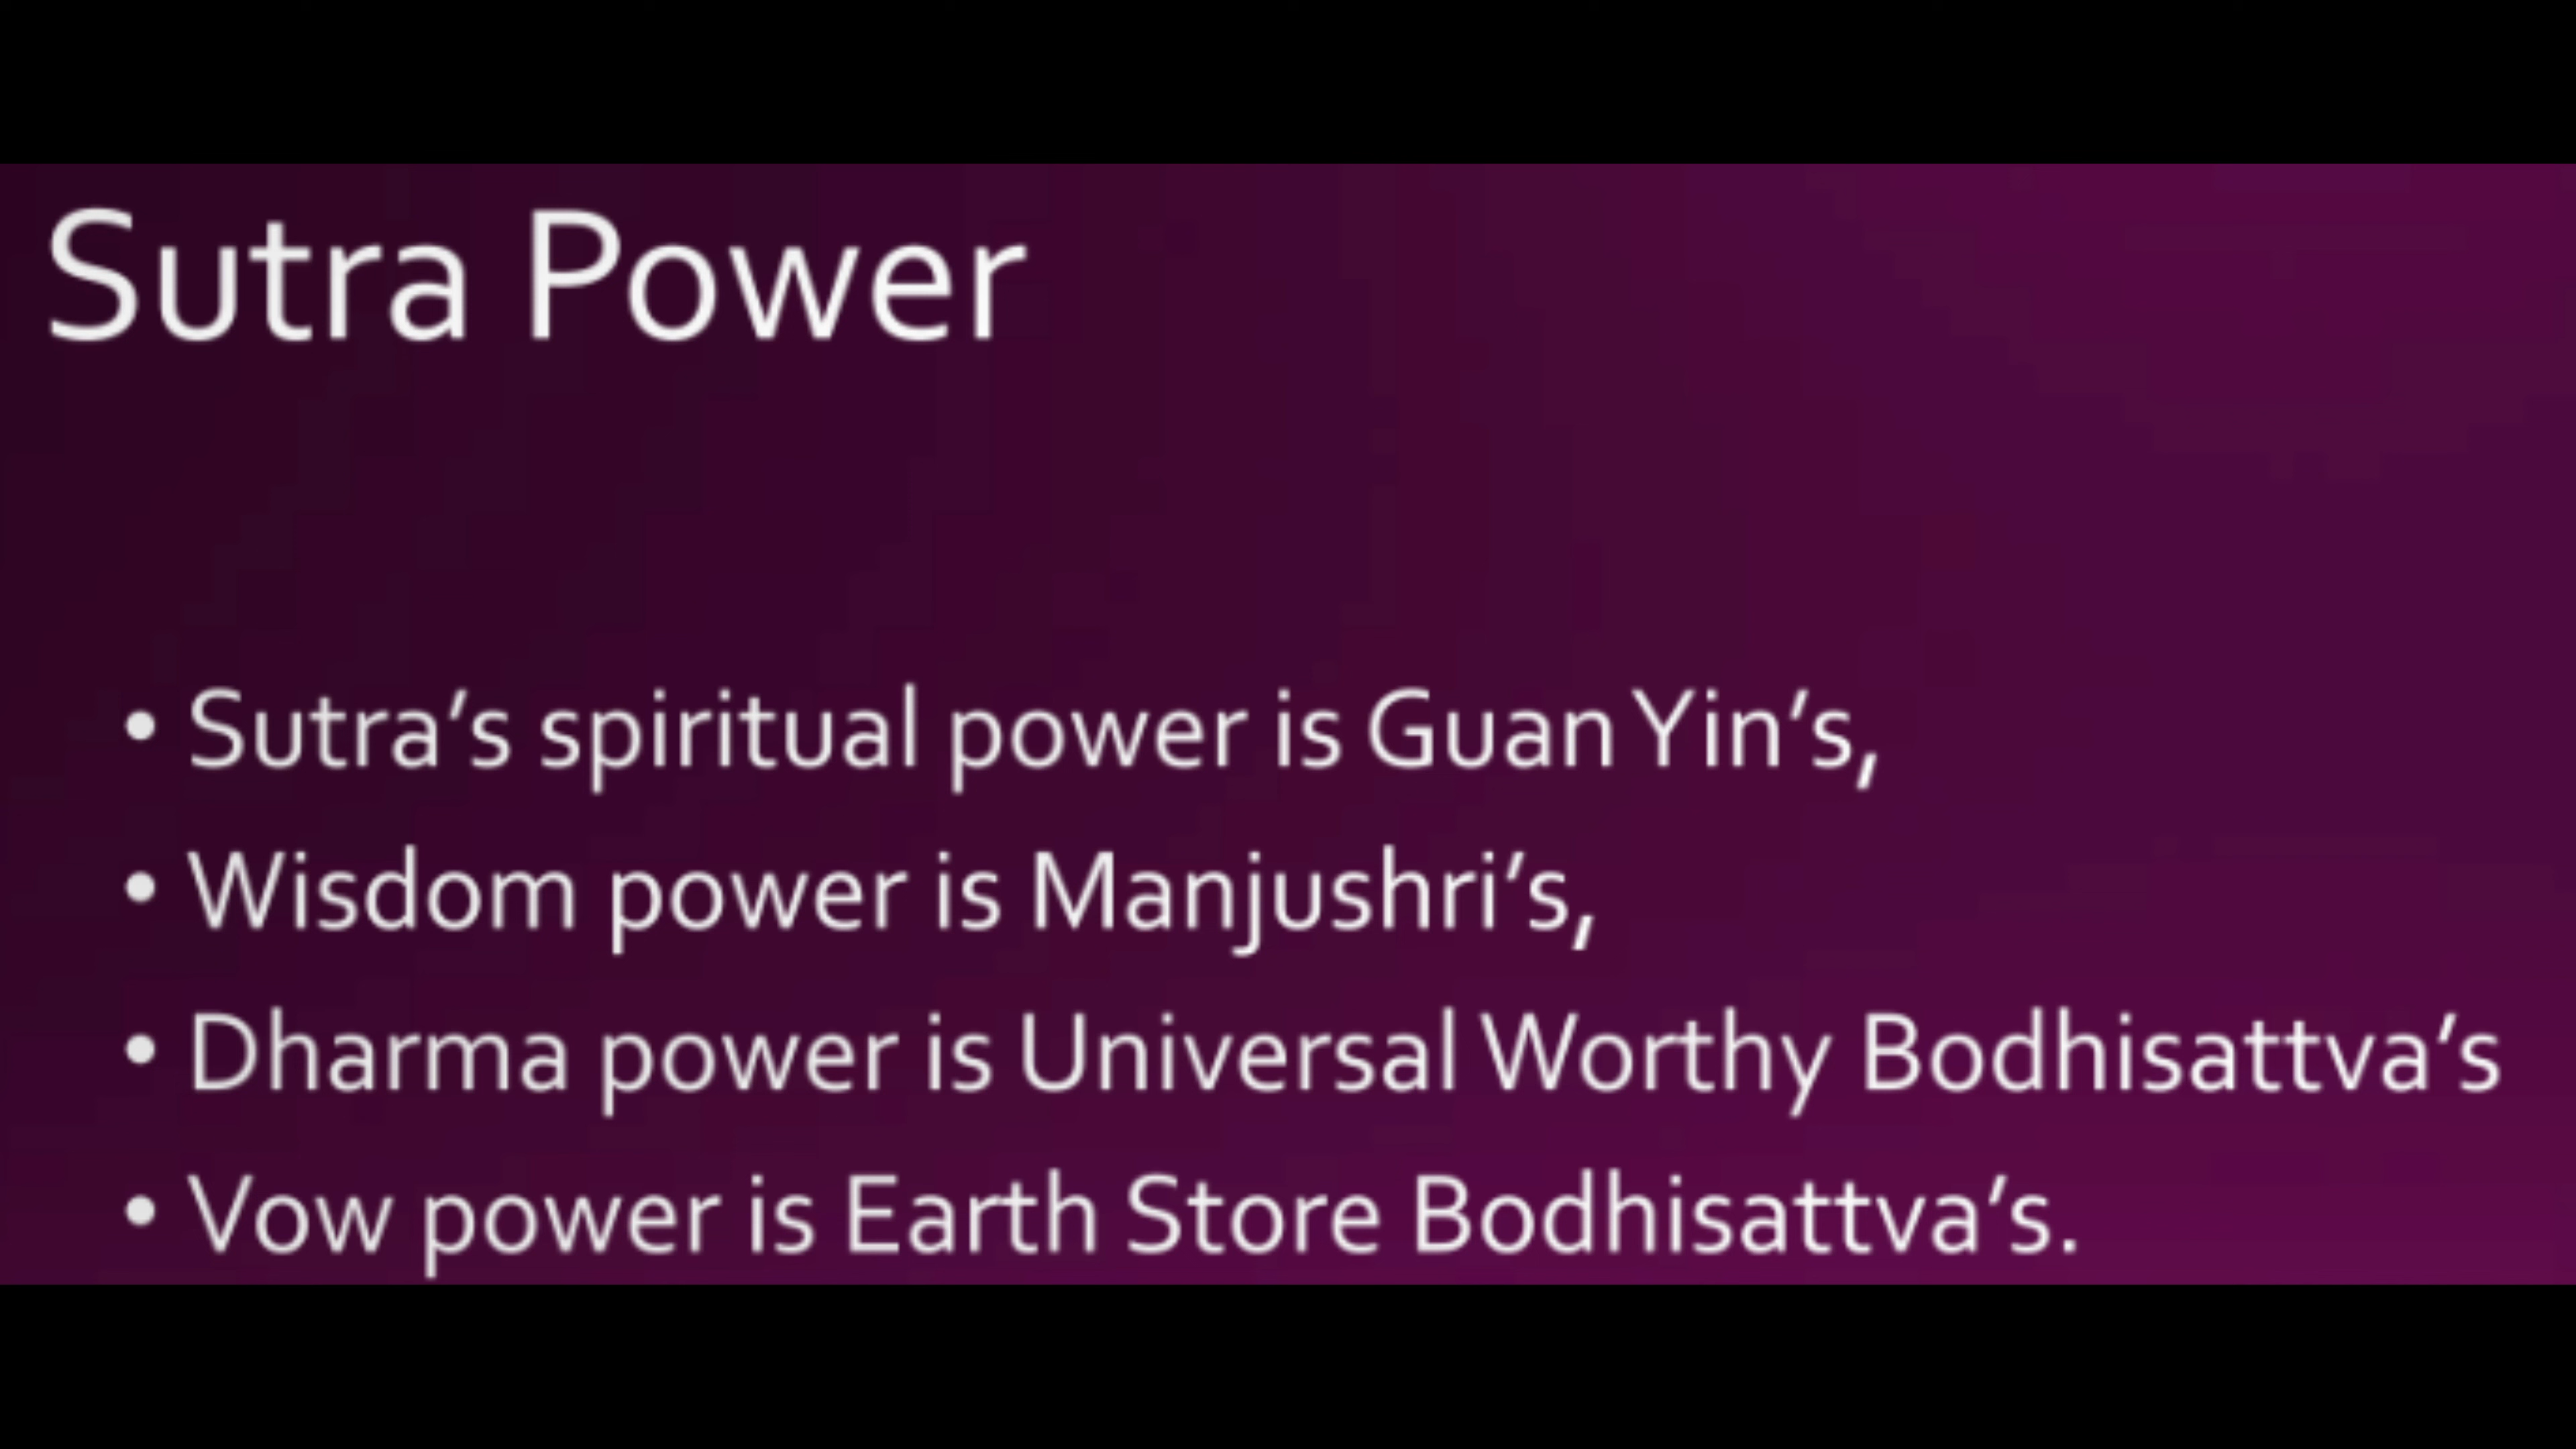 Sutra Power
• Sutra’s spiritual power is Guan Yin’s,
• Wisdom power is Manjushri’s,
• Dharma power is Universal Worthy Bodhisattva’s
• Vow power is Earth Store Bodhisattva’s.